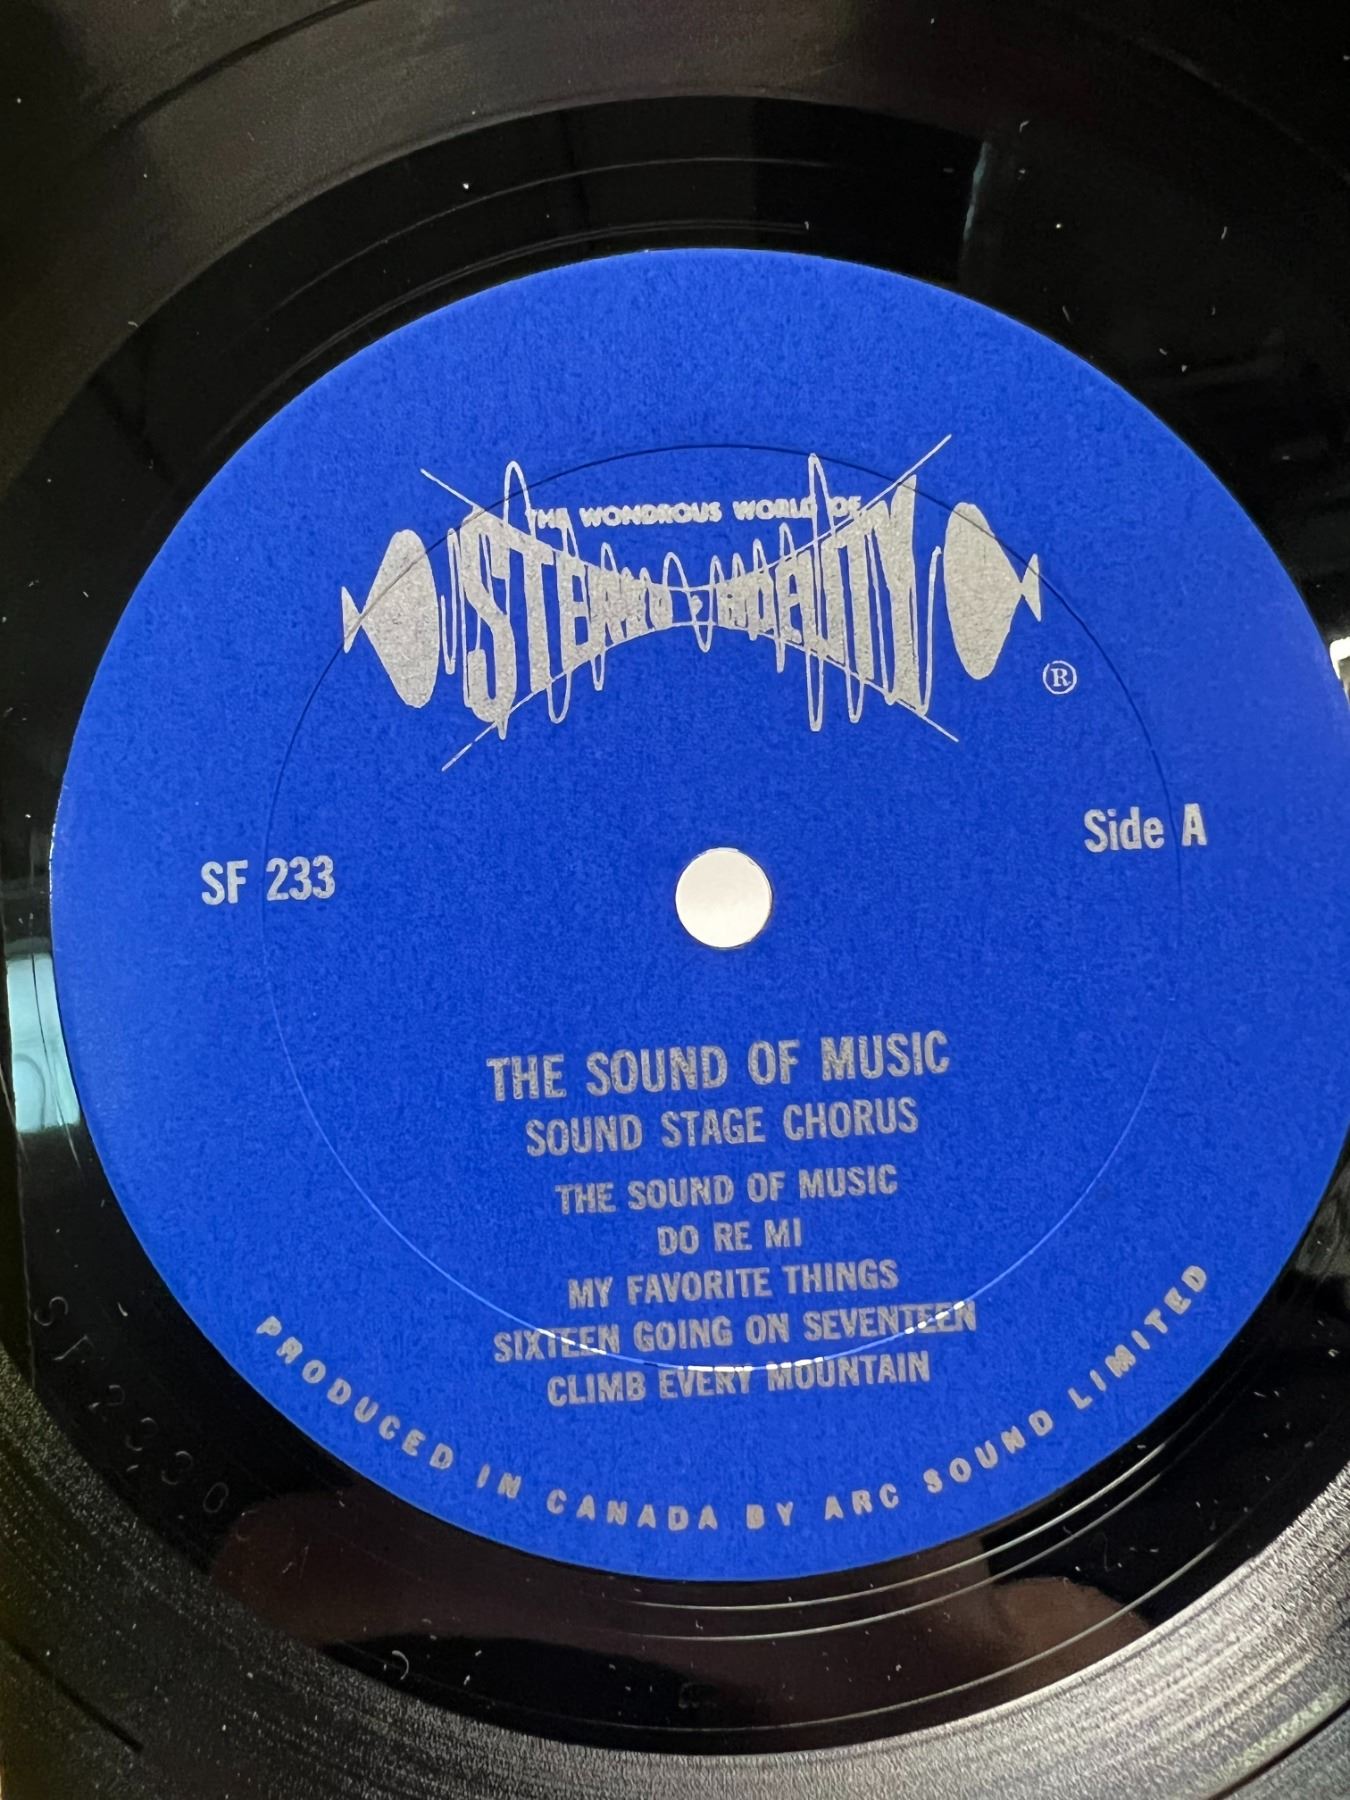 THE WONDROUS WORLD OF
STEREO - FIDELITY
®
Side A
SF 233
THE SOUND OF MUSIC
SOUND STAGE CHORUS
THE SOUND OF MUSIC
DO RE MI
MY FAVORITE THINGS
SIXTEEN GOING ON SEVENTEEN
CLIMB EVERY MOUNTAIN
PRODUCED IN CANADA BY ARC SOUND LIMITED